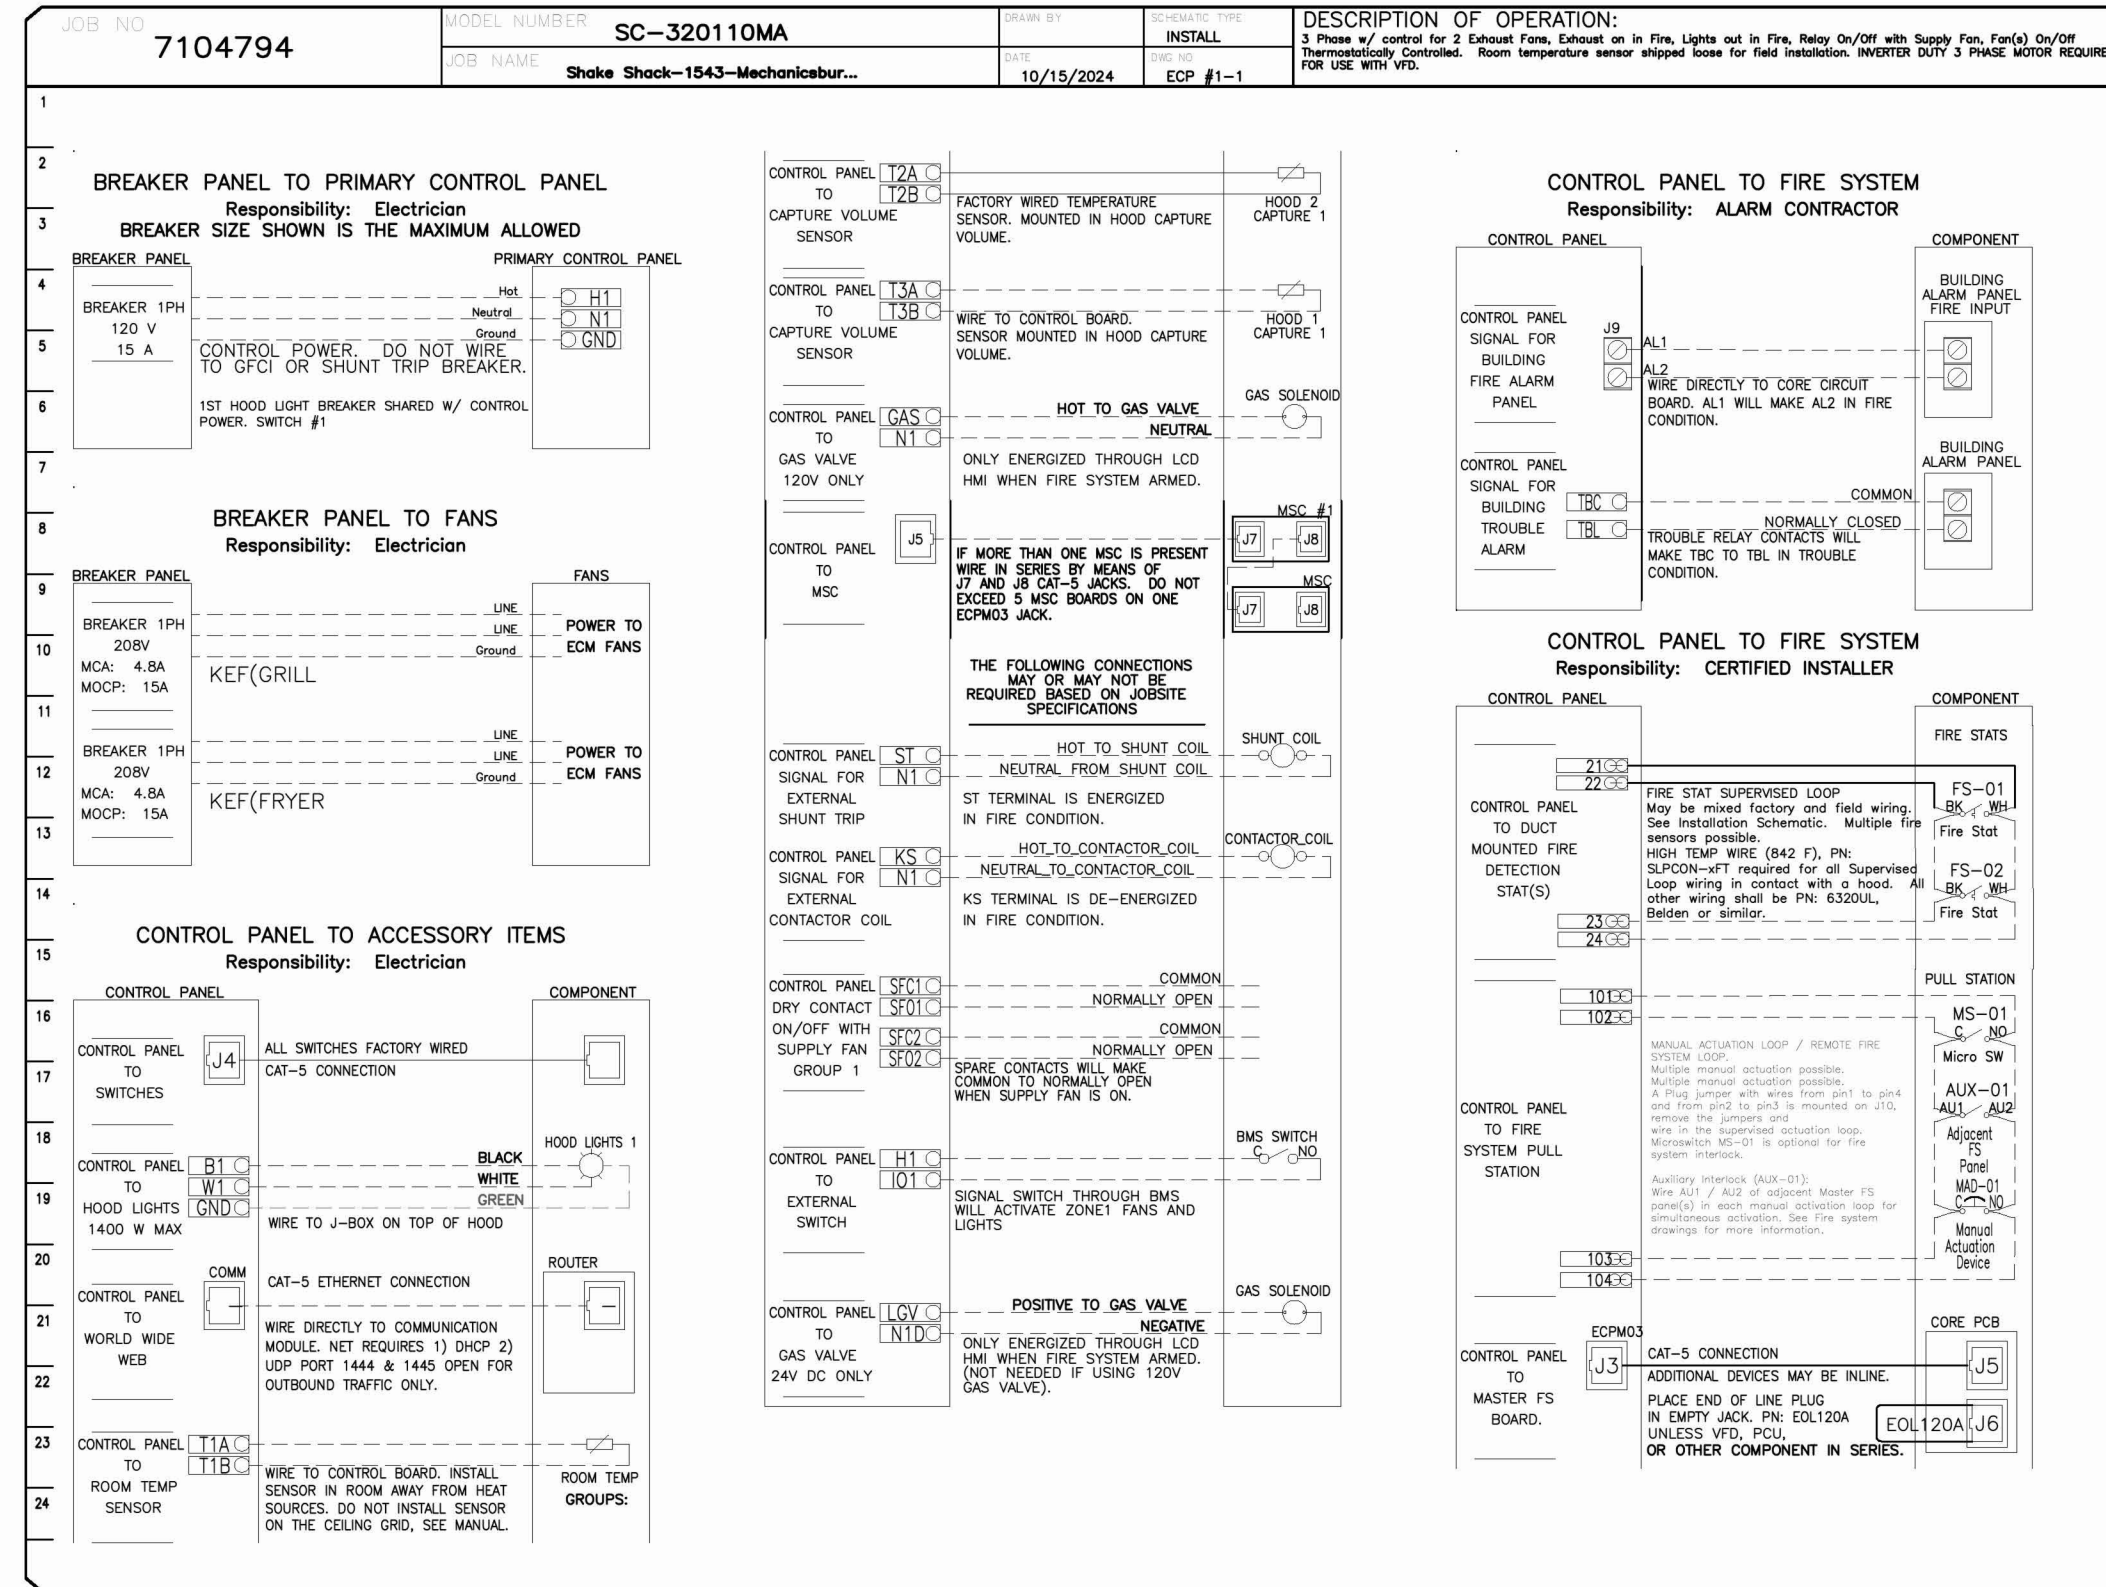 JOB NO
7104794
MODEL NUMBER
SC-320110MA
JOB NAME
Shake Shack-1543-Mechanicsbur...
DRAWN BY
DATE
10/15/2024
SCHEMATIC TYPE
INSTALL
DWG NO
ECP #1-1
DESCRIPTION OF OPERATION:
3 Phase w/ control for 2 Exhaust Fans, Exhaust on in Fire, Lights out in Fire, Relay On/Off with Supply Fan, Fan(s) On/Off
Thermostatically Controlled. Room temperature sensor shipped loose for field installation. INVERTER DUTY 3 PHASE MOTOR REQUIRE
FOR USE WITH VFD.
1
2
3
4
5
6
7
8
9
10
11
12
13
14
15
16
17
18
19
20
21
22
23
24
BREAKER PANEL TO PRIMARY CONTROL PANEL
Responsibility: Electrician
BREAKER SIZE SHOWN IS THE MAXIMUM ALLOWED
BREAKER PANEL
PRIMARY CONTROL PANEL
BREAKER 1PH
120 V
15 A
Hot
H1
Neutral
N1
Ground
GND
CONTROL POWER. DO NOT WIRE
TO GFCI OR SHUNT TRIP BREAKER.
1ST HOOD LIGHT BREAKER SHARED W/ CONTROL
POWER. SWITCH #1
BREAKER PANEL TO FANS
Responsibility: Electrician
BREAKER PANEL
FANS
BREAKER 1PH
208V
MCA: 4.8A
MOCP: 15A
LINE
LINE
Ground
POWER TO
ECM FANS
KEF(GRILL
BREAKER 1PH
208V
MCA: 4.8A
MOCP: 15A
LINE
LINE
Ground
POWER TO
ECM FANS
KEF(FRYER
CONTROL PANEL TO ACCESSORY ITEMS
Responsibility: Electrician
CONTROL PANEL
COMPONENT
CONTROL PANEL
TO
SWITCHES
J4
ALL SWITCHES FACTORY WIRED
CAT-5 CONNECTION
CONTROL PANEL
TO
HOOD LIGHTS
1400 W MAX
B1
W1
GND
BLACK
WHITE
GREEN
HOOD LIGHTS 1
WIRE TO J-BOX ON TOP OF HOOD
CONTROL PANEL
TO
WORLD WIDE
WEB
COMM
CAT-5 ETHERNET CONNECTION
ROUTER
WIRE DIRECTLY TO COMMUNICATION
MODULE. NET REQUIRES 1) DHCP 2)
UDP PORT 1444 & 1445 OPEN FOR
OUTBOUND TRAFFIC ONLY.
CONTROL PANEL
TO
ROOM TEMP
SENSOR
T1A
T1B
WIRE TO CONTROL BOARD. INSTALL
SENSOR IN ROOM AWAY FROM HEAT
SOURCES. DO NOT INSTALL SENSOR
ON THE CEILING GRID, SEE MANUAL.
ROOM TEMP
GROUPS:
CONTROL PANEL
TO
CAPTURE VOLUME
SENSOR
T2A
T2B
FACTORY WIRED TEMPERATURE
SENSOR. MOUNTED IN HOOD CAPTURE
VOLUME.
HOOD 2
CAPTURE 1
CONTROL PANEL
TO
CAPTURE VOLUME
SENSOR
T3A
T3B
WIRE TO CONTROL BOARD.
SENSOR MOUNTED IN HOOD CAPTURE
VOLUME.
HOOD 1
CAPTURE 1
CONTROL PANEL
TO
GAS VALVE
120V ONLY
GAS
N1
HOT TO GAS VALVE
NEUTRAL
GAS SOLENOID
ONLY ENERGIZED THROUGH LCD
HMI WHEN FIRE SYSTEM ARMED.
CONTROL PANEL
TO
MSC
J5
IF MORE THAN ONE MSC IS PRESENT
WIRE IN SERIES BY MEANS OF
J7 AND J8 CAT-5 JACKS. DO NOT
EXCEED 5 MSC BOARDS ON ONE
ECPM03 JACK.
MSC #1
J7
J8
MSC
J7
J8
THE FOLLOWING CONNECTIONS
MAY OR MAY NOT BE
REQUIRED BASED ON JOBSITE
SPECIFICATIONS
CONTROL PANEL
SIGNAL FOR
EXTERNAL
SHUNT TRIP
ST
N1
HOT TO SHUNT COIL
NEUTRAL FROM SHUNT COIL
SHUNT COIL
ST TERMINAL IS ENERGIZED
IN FIRE CONDITION.
CONTROL PANEL
SIGNAL FOR
EXTERNAL
CONTACTOR COIL
KS
N1
HOT TO CONTACTOR COIL
NEUTRAL TO CONTACTOR COIL
CONTACTOR COIL
KS TERMINAL IS DE-ENERGIZED
IN FIRE CONDITION.
CONTROL PANEL
DRY CONTACT
ON/OFF WITH
SUPPLY FAN
GROUP 1
SFC1
SFO1
SFC2
SFO2
COMMON
NORMALLY OPEN
COMMON
NORMALLY OPEN
SPARE CONTACTS WILL MAKE
COMMON TO NORMALLY OPEN
WHEN SUPPLY FAN IS ON.
CONTROL PANEL
TO
EXTERNAL
SWITCH
H1
IO1
BMS SWITCH
C
NO
SIGNAL SWITCH THROUGH BMS
WILL ACTIVATE ZONE1 FANS AND
LIGHTS
CONTROL PANEL
TO
GAS VALVE
24V DC ONLY
LGV
N1D
POSITIVE TO GAS VALVE
NEGATIVE
GAS SOLENOID
ONLY ENERGIZED THROUGH LCD
HMI WHEN FIRE SYSTEM ARMED.
(NOT NEEDED IF USING 120V
GAS VALVE).
CONTROL PANEL TO FIRE SYSTEM
Responsibility: ALARM CONTRACTOR
CONTROL PANEL
COMPONENT
CONTROL PANEL
SIGNAL FOR
BUILDING
FIRE ALARM
PANEL
J9
AL1
AL2
WIRE DIRECTLY TO CORE CIRCUIT
BOARD. AL1 WILL MAKE AL2 IN FIRE
CONDITION.
BUILDING
ALARM PANEL
FIRE INPUT
CONTROL PANEL
SIGNAL FOR
BUILDING
TROUBLE
ALARM
TBC
TBL
COMMON
NORMALLY CLOSED
TROUBLE RELAY CONTACTS WILL
MAKE TBC TO TBL IN TROUBLE
CONDITION.
BUILDING
ALARM PANEL
CONTROL PANEL TO FIRE SYSTEM
Responsibility: CERTIFIED INSTALLER
CONTROL PANEL
COMPONENT
CONTROL PANEL
TO DUCT
MOUNTED FIRE
DETECTION
STAT(S)
21
22
23
24
FIRE STAT SUPERVISED LOOP
May be mixed factory and field wiring.
See Installation Schematic. Multiple fire
sensors possible.
HIGH TEMP WIRE (842 F), PN:
SLPCON-xFT required for all Supervised
Loop wiring in contact with a hood. All
other wiring shall be PN: 6320UL,
Belden or similar.
FIRE STATS
FS-01
BK WH
Fire Stat
FS-02
BK WH
Fire Stat
CONTROL PANEL
TO FIRE
SYSTEM PULL
STATION
101
102
103
104
MANUAL ACTUATION LOOP / REMOTE FIRE
SYSTEM LOOP.
Multiple manual actuation possible.
Multiple manual actuation possible.
A Plug jumper with wires from pin1 to pin4
and from pin2 to pin3 is mounted on J10,
remove the jumpers and
wire in the supervised actuation loop.
Microswitch MS-01 is optional for fire
system interlock.
Auxiliary Interlock (AUX-01):
Wire AU1 / AU2 of adjacent Master FS
panel(s) in each manual activation loop for
simultaneous activation. See Fire system
drawings for more information.
PULL STATION
MS-01
C NO
Micro SW
AUX-01
AU1 AU2
Adjacent
FS
Panel
MAD-01
C NO
Manual
Actuation
Device
CONTROL PANEL
TO
MASTER FS
BOARD.
ECPM03
J3
CAT-5 CONNECTION
ADDITIONAL DEVICES MAY BE INLINE.
PLACE END OF LINE PLUG
IN EMPTY JACK. PN: EOL120A
UNLESS VFD, PCU,
OR OTHER COMPONENT IN SERIES.
CORE PCB
J5
EOL120A
J6